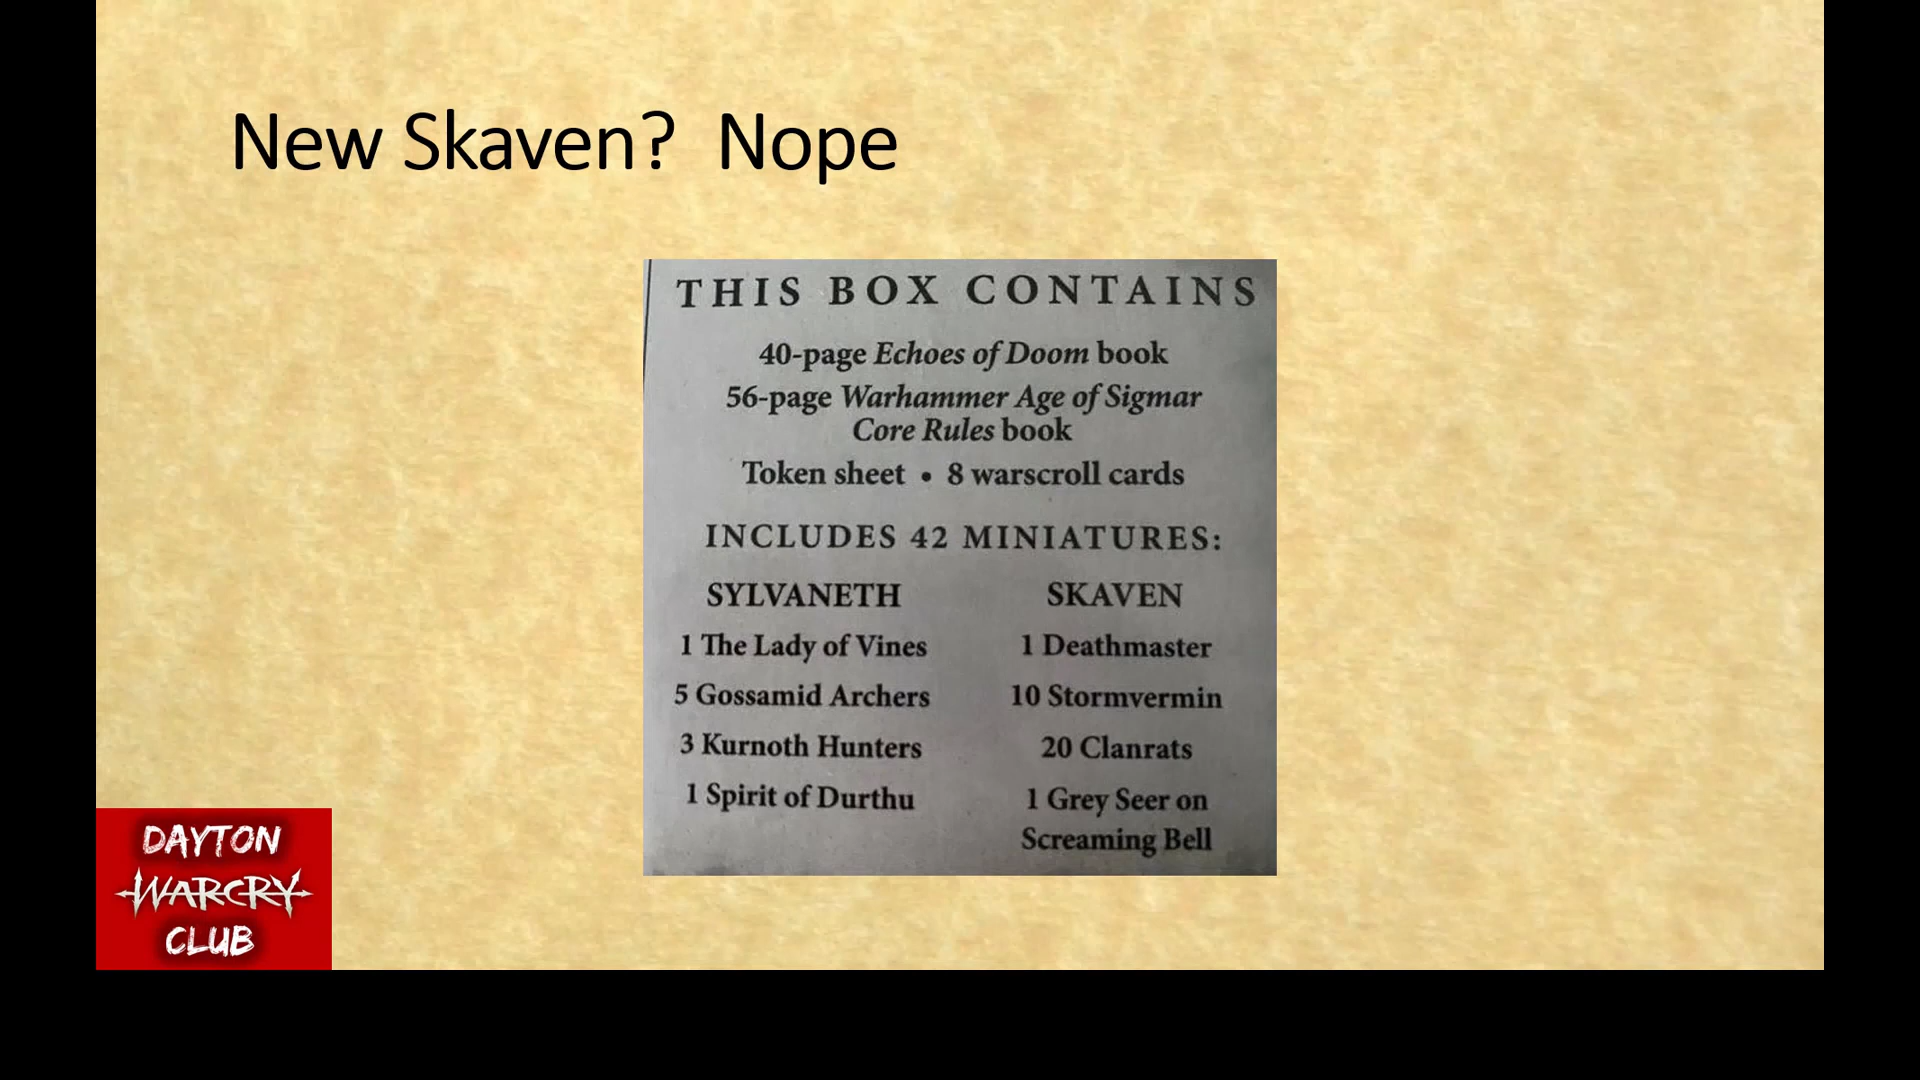 New Skaven?  Nope
THIS BOX CONTAINS
40-page Echoes of Doom book
56-page Warhammer Age of Sigmar
Core Rules book
Token sheet • 8 warscroll cards
INCLUDES 42 MINIATURES:
SYLVANETH
1 The Lady of Vines
5 Gossamid Archers
3 Kurnoth Hunters
1 Spirit of Durthu
SKAVEN
1 Deathmaster
10 Stormvermin
20 Clanrats
1 Grey Seer on
Screaming Bell
DAYTON
WARCRY
CLUB